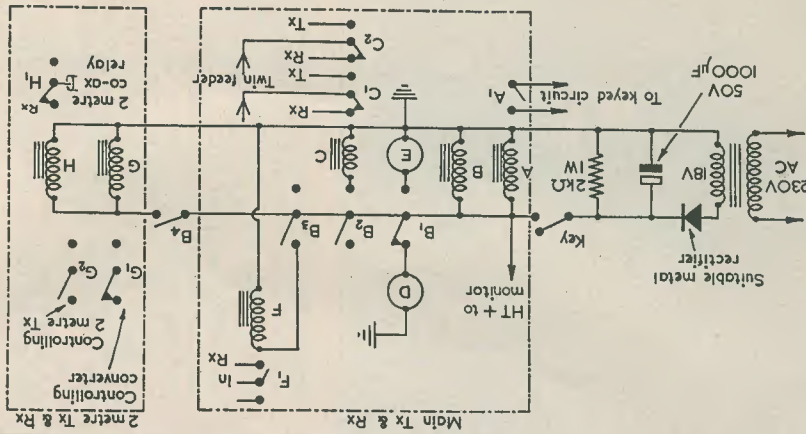 Main Tx & Rx
2 metre Tx & Rx
Suitable metal
rectifier
HT + to
monitor
D
F1
In
Rx
F
Controlling
converter
Controlling
2 metre Tx
G1
G2
230V
AC
18V
2kΩ
1W
Key
B1
B2
B3
B4
A
B
E
C
G
H
50V
1000µF
To keyed circuit
A1
Rx
C1
Tx
Rx
C2
Tx
Twin feeder
2 metre
co-ax
relay
H1
Rx